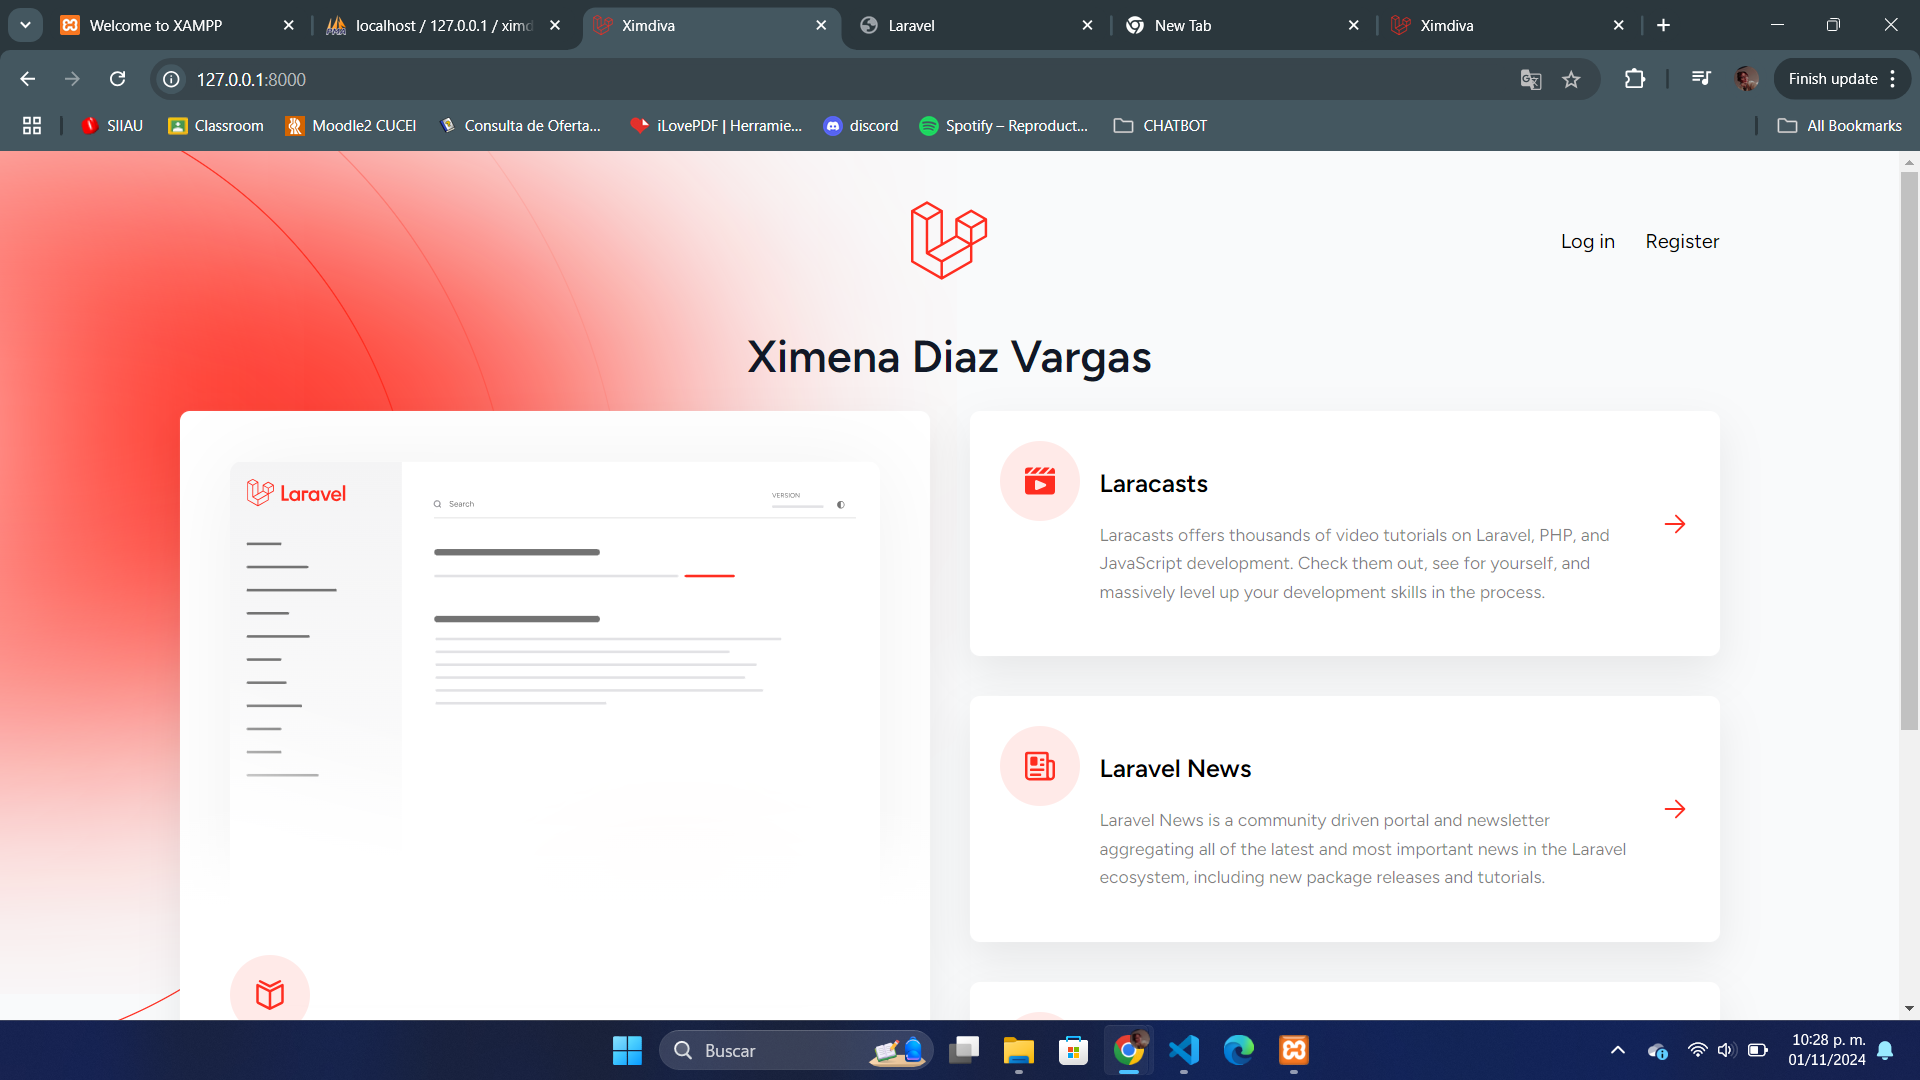 Welcome to XAMPP
localhost / 127.0.0.1 / ximd
Ximdiva
Laravel
New Tab
Ximdiva
127.0.0.1:8000
Finish update
SIIAU
Classroom
Moodle2 CUCEI
Consulta de Oferta...
iLovePDF | Herramie...
discord
Spotify – Reproduct...
CHATBOT
All Bookmarks
Log in
Register
Ximena Diaz Vargas
Laravel
Search
VERSION
Laracasts
Laracasts offers thousands of video tutorials on Laravel, PHP, and
JavaScript development. Check them out, see for yourself, and
massively level up your development skills in the process.
Laravel News
Laravel News is a community driven portal and newsletter
aggregating all of the latest and most important news in the Laravel
ecosystem, including new package releases and tutorials.
Buscar
10:28 p. m.
01/11/2024